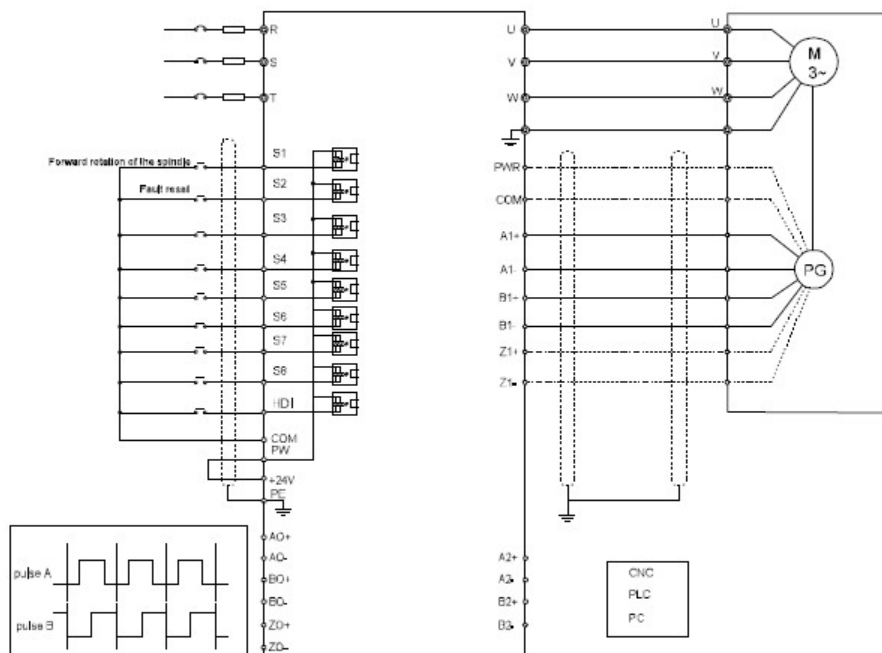 R
S
T
U
V
W
U
V
W
M
3~
Forward rotation of the spindle
Fault reset
S1
S2
S3
S4
S5
S6
S7
S8
HDI
COM
PW
+24V
PE
PWR
COM
A1+
A1-
B1+
B1-
Z1+
Z1-
PG
pulse A
pulse B
AO+
AO-
BO+
BO-
ZO+
ZO-
A2+
A2-
B2+
B2-
CNC
PLC
PC